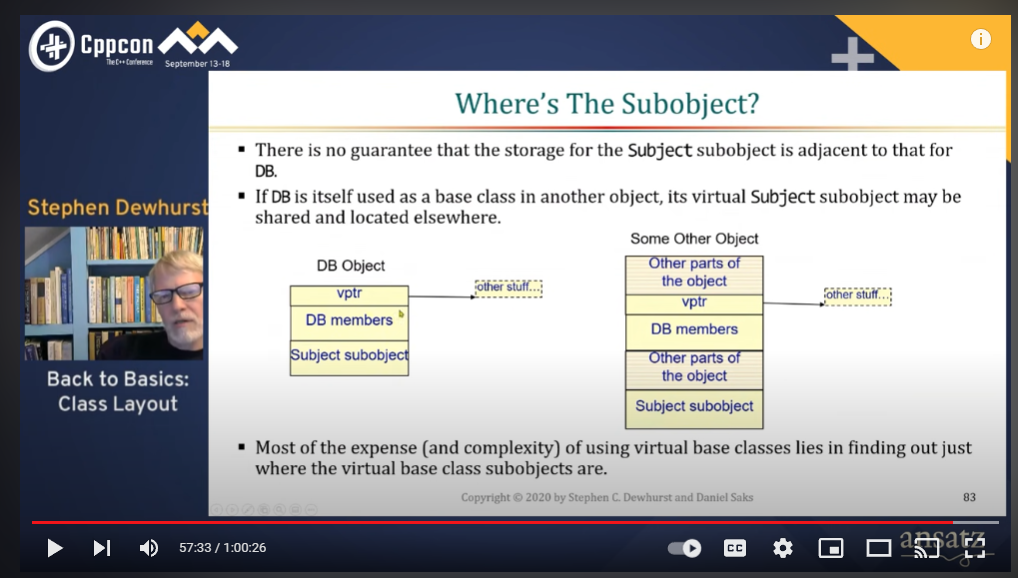 Cppcon
The C++ Conference
September 13-18
Where's The Subobject?
There is no guarantee that the storage for the Subject subobject is adjacent to that for
DB.
If DB is itself used as a base class in another object, its virtual Subject subobject may be
shared and located elsewhere.
Stephen Dewhurst
Back to Basics:
Class Layout
DB Object
vptr
other stuff...
DB members
Subject subobject
Some Other Object
Other parts of
the object
vptr
other stuff...
DB members
Other parts of
the object
Subject subobject
Most of the expense (and complexity) of using virtual base classes lies in finding out just
where the virtual base class subobjects are.
Copyright © 2020 by Stephen C. Dewhurst and Daniel Saks
83
57:33 / 1:00:26
CC
ansatz